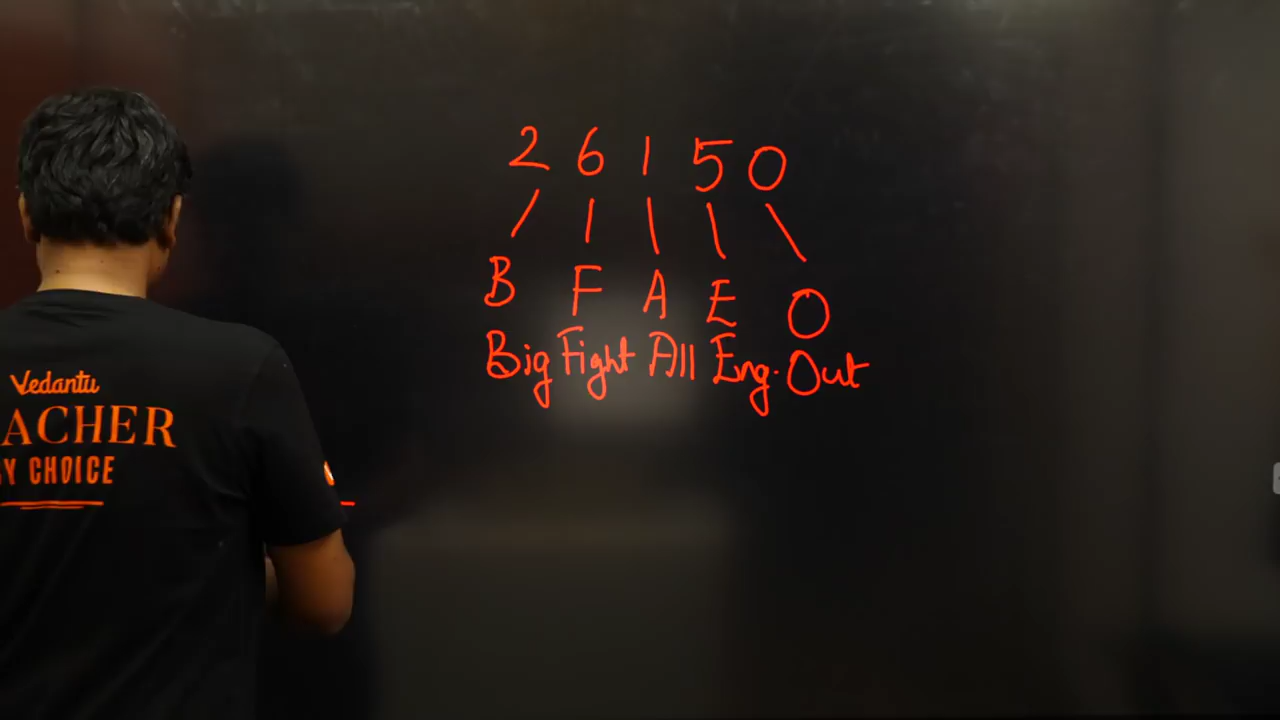 2 6 1 5 0
B F A E O
Big Fight All Eng. Out
Vedantu
ACHER
Y CHOICE